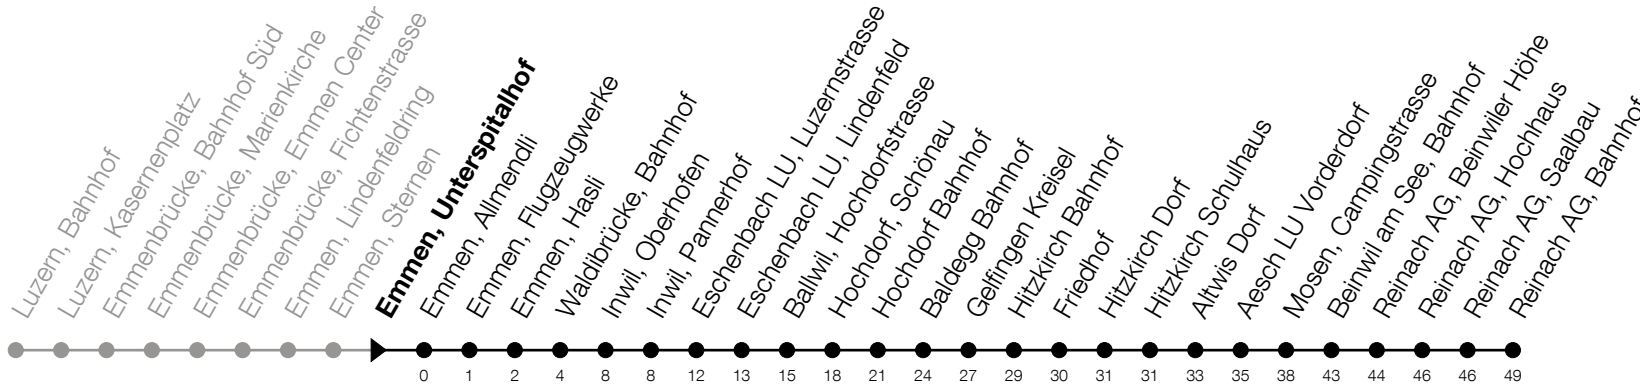 Luzern, Bahnhof
Luzern, Kasernenplatz
Emmenbrücke, Bahnhof Süd
Emmenbrücke, Marienkirche
Emmenbrücke, Emmen Center
Emmenbrücke, Fichtenstrasse
Emmen, Lindenfeldring
Emmen, Sternen
Emmen, Unterspitalhof
Emmen, Allmendli
Emmen, Flugzeugwerke
Emmen, Hasli
Waldibrücke, Bahnhof
Inwil, Oberhofen
Inwil, Pannerhof
Eschenbach LU, Luzernstrasse
Eschenbach LU, Lindenfeld
Ballwil, Hochdorfstrasse
Hochdorf, Schönau
Hochdorf Bahnhof
Baldegg Bahnhof
Gelfingen Kreisel
Hitzkirch Bahnhof
Friedhof
Hitzkirch Dorf
Hitzkirch Schulhaus
Altwis Dorf
Aesch LU Vorderdorf
Mosen, Campingstrasse
Beinwil am See, Bahnhof
Reinach AG, Beinwiler Höhe
Reinach AG, Hochhaus
Reinach AG, Saalbau
Reinach AG, Bahnhof
0 1 2 4 8 8 12 13 15 18 21 24 27 29 30 31 31 33 35 38 43 44 46 46 49